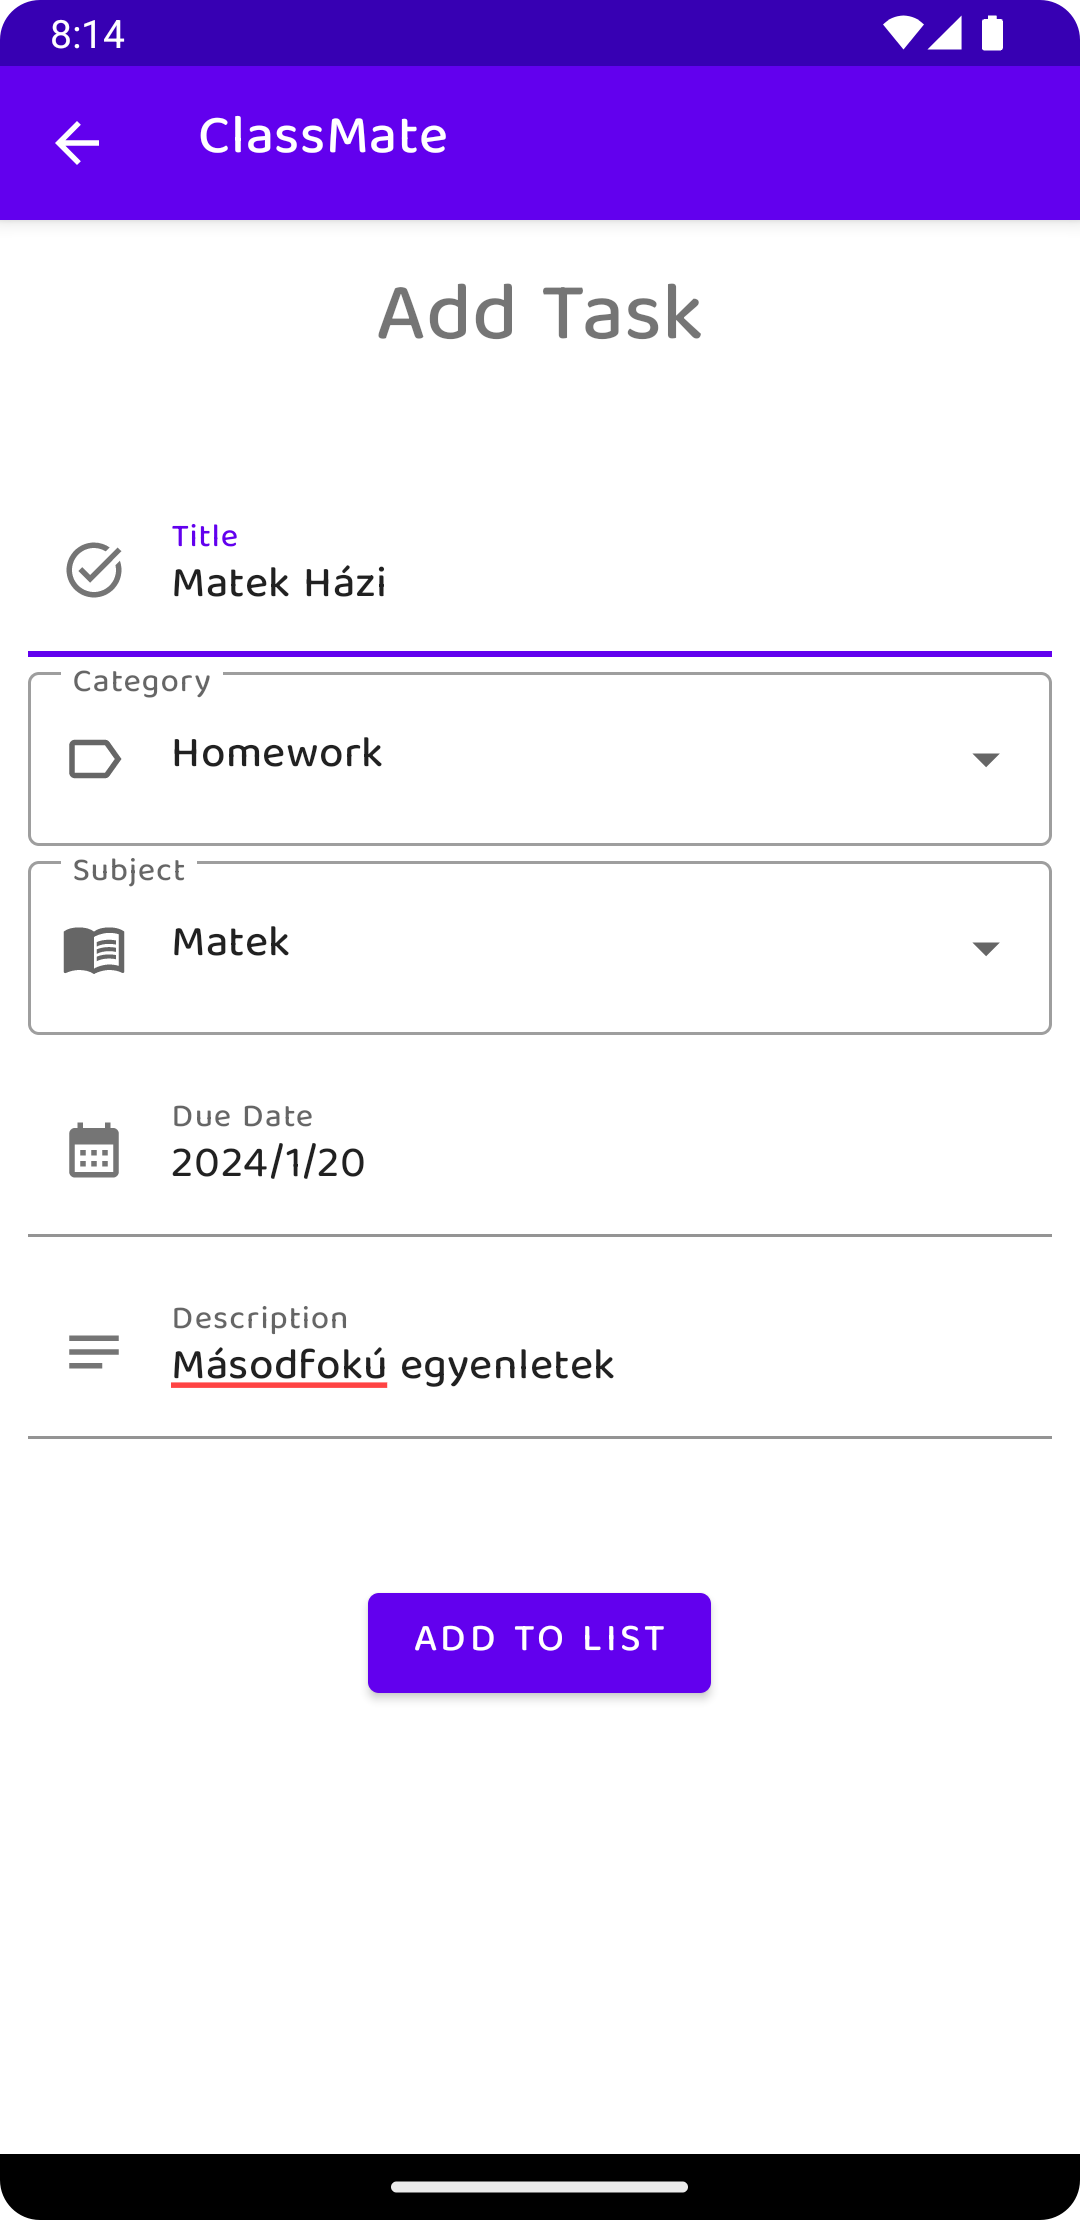 8:14
ClassMate
Add Task
Title
Matek Házi
Category
Homework
Subject
Matek
Due Date
2024/1/20
Description
Másodfokú egyenletek
ADD TO LIST